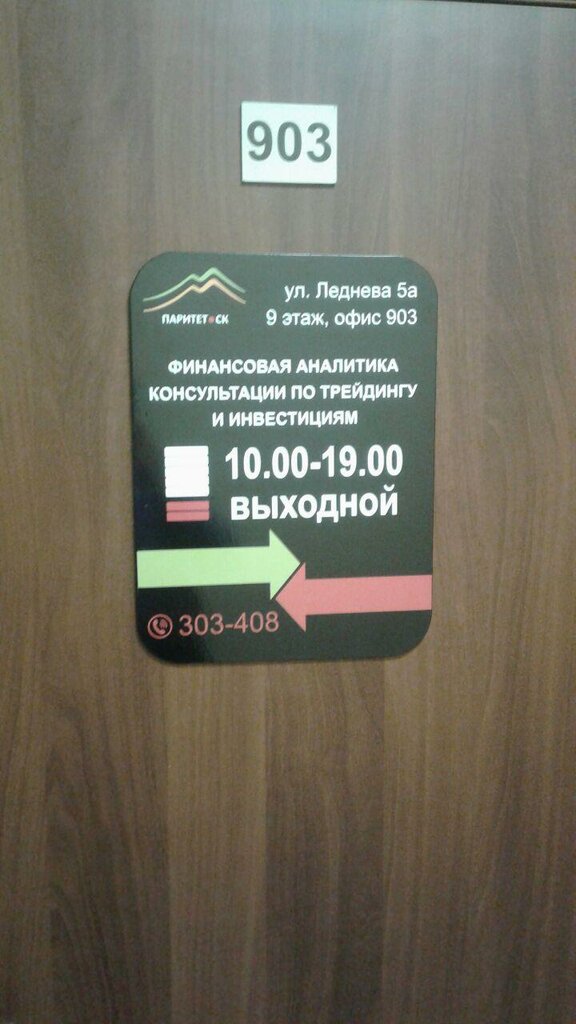 903
ПАРИТЕТ СК
ул. Леднева 5а
9 этаж, офис 903
ФИНАНСОВАЯ АНАЛИТИКА
КОНСУЛЬТАЦИИ ПО ТРЕЙДИНГУ
И ИНВЕСТИЦИЯМ
10.00-19.00
ВЫХОДНОЙ
303-408